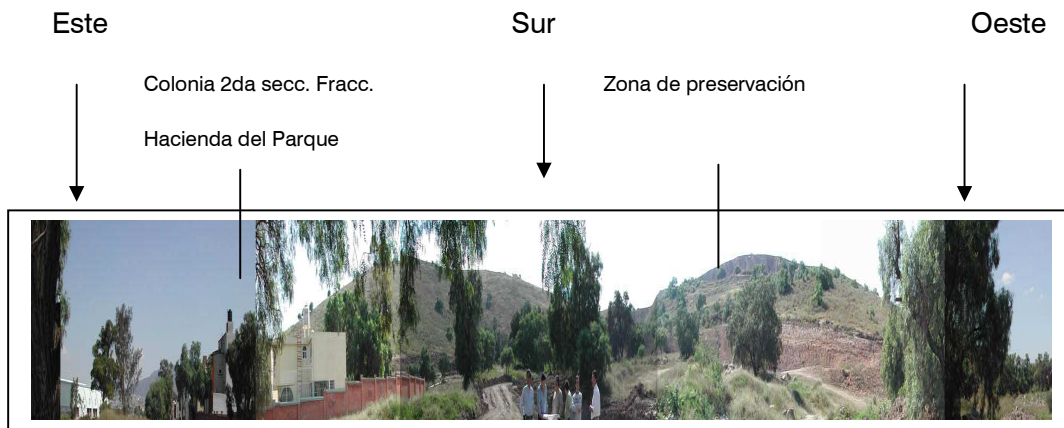 Este
Sur
Oeste
Colonia 2da secc. Fracc.
Hacienda del Parque
Zona de preservación